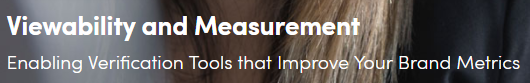 Viewability and Measurement
Enabling Verification Tools that Improve Your Brand Metrics